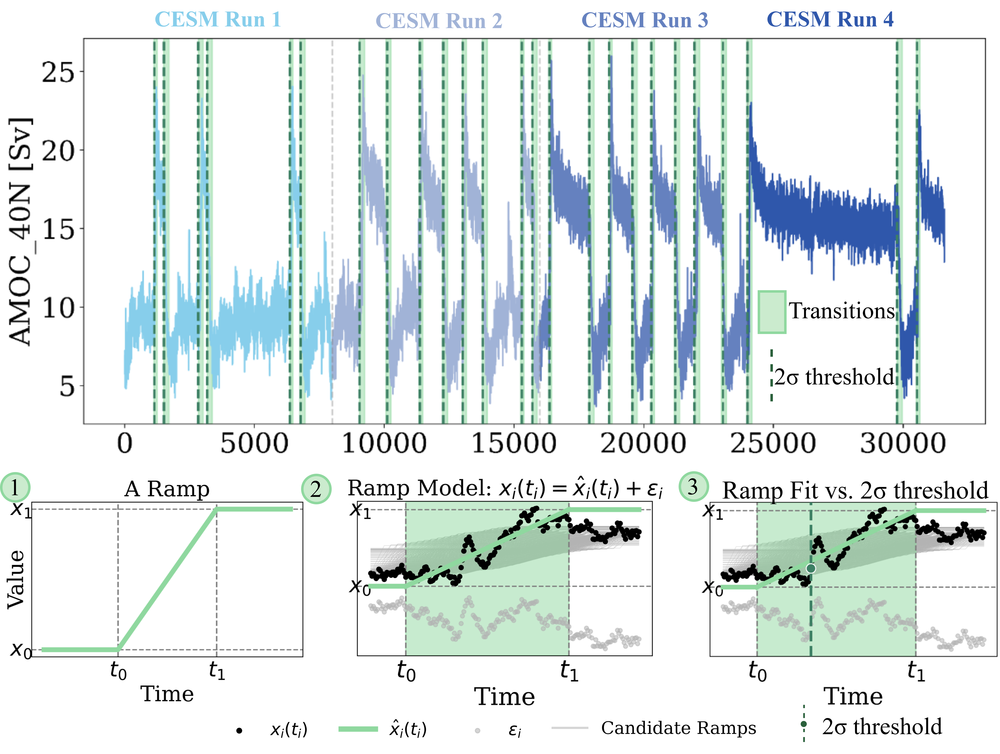 CESM Run 1 CESM Run 2 CESM Run 3 CESM Run 4
AMOC_40N [Sv]
25
20
15
10
5
Transitions
2σ threshold
0 5000 10000 15000 20000 25000 30000
1 A Ramp
x₁
Value
x₀
t₀ t₁
Time
2 Ramp Model: xᵢ(tᵢ) = x̂ᵢ(tᵢ) + εᵢ
x₁
x₀
t₀ t₁
Time
3 Ramp Fit vs. 2σ threshold
x₁
x₀
t₀ t₁
Time
xᵢ(tᵢ) x̂ᵢ(tᵢ) εᵢ Candidate Ramps 2σ threshold